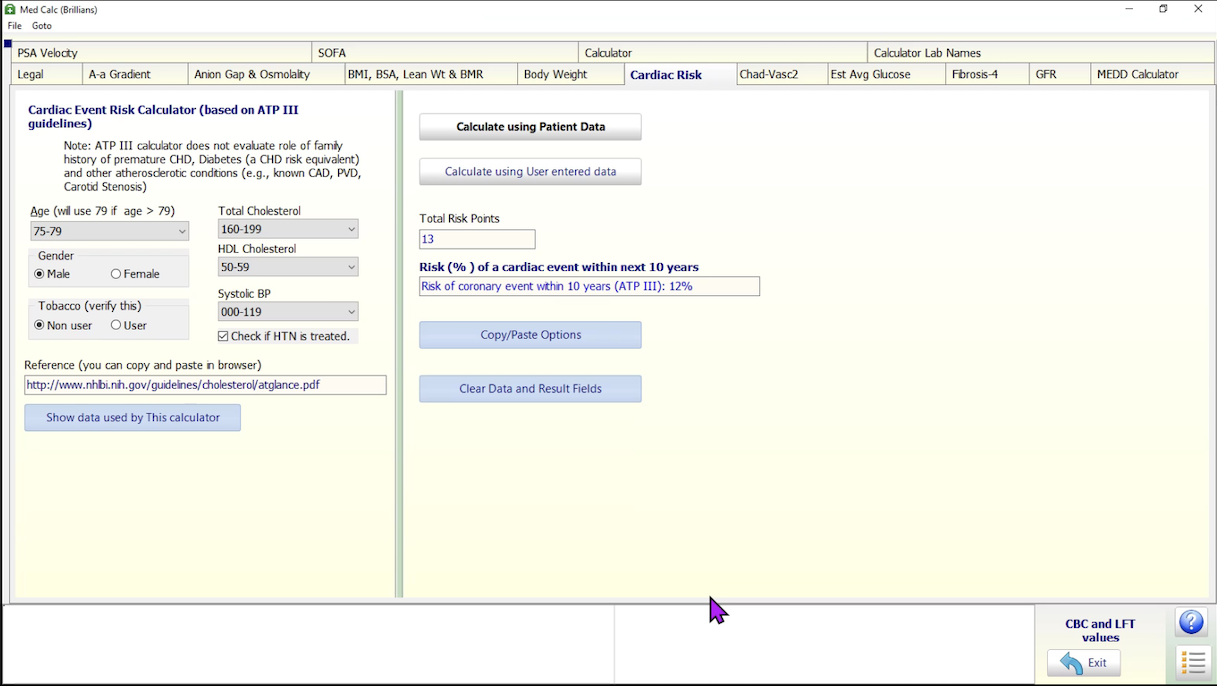 Med Calc (Brillians)
File Goto
PSA Velocity SOFA Calculator Calculator Lab Names
Legal A-a Gradient Anion Gap & Osmolality BMI, BSA, Lean Wt & BMR Body Weight Cardiac Risk Chad-Vasc2 Est Avg Glucose Fibrosis-4 GFR MEDD Calculator
Cardiac Event Risk Calculator (based on ATP III
guidelines)
Note: ATP III calculator does not evaluate role of family
history of premature CHD, Diabetes (a CHD risk equivalent)
and other atherosclerotic conditions (e.g., known CAD, PVD,
Carotid Stenosis)
Age (will use 79 if age > 79)
75-79
Gender
Male Female
Tobacco (verify this)
Non user User
Total Cholesterol
160-199
HDL Cholesterol
50-59
Systolic BP
000-119
Check if HTN is treated.
Reference (you can copy and paste in browser)
http://www.nhlbi.nih.gov/guidelines/cholesterol/atglance.pdf
Show data used by This calculator
Calculate using Patient Data
Calculate using User entered data
Total Risk Points
13
Risk (% ) of a cardiac event within next 10 years
Risk of coronary event within 10 years (ATP III): 12%
Copy/Paste Options
Clear Data and Result Fields
CBC and LFT
values
Exit
?